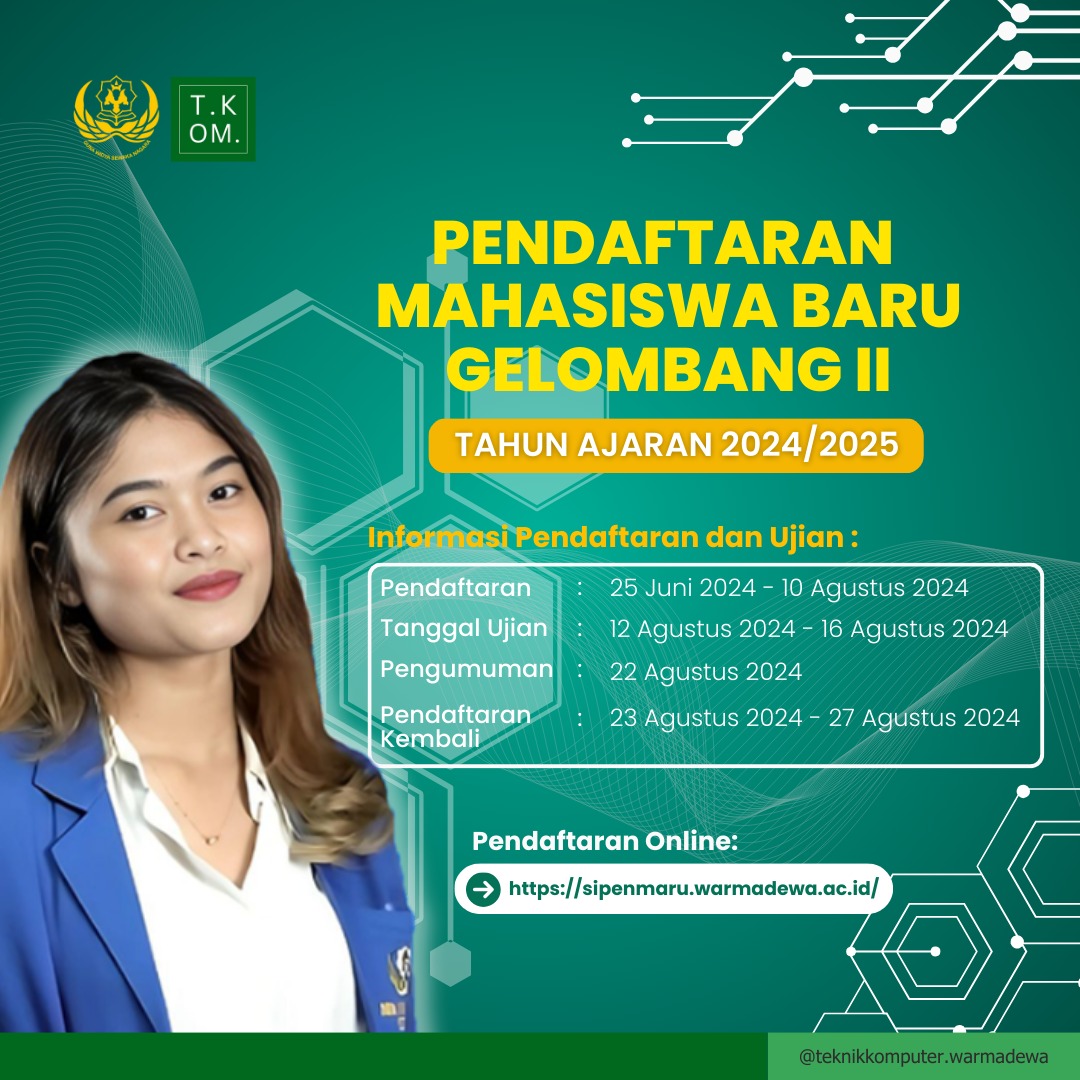 T.K
OM.
PENDAFTARAN
MAHASISWA BARU
GELOMBANG II
TAHUN AJARAN 2024/2025
Informasi Pendaftaran dan Ujian :
Pendaftaran : 25 Juni 2024 - 10 Agustus 2024
Tanggal Ujian : 12 Agustus 2024 - 16 Agustus 2024
Pengumuman : 22 Agustus 2024
Pendaftaran : 23 Agustus 2024 - 27 Agustus 2024
Kembali
Pendaftaran Online:
https://sipenmaru.warmadewa.ac.id/
@teknikkomputer.warmadewa